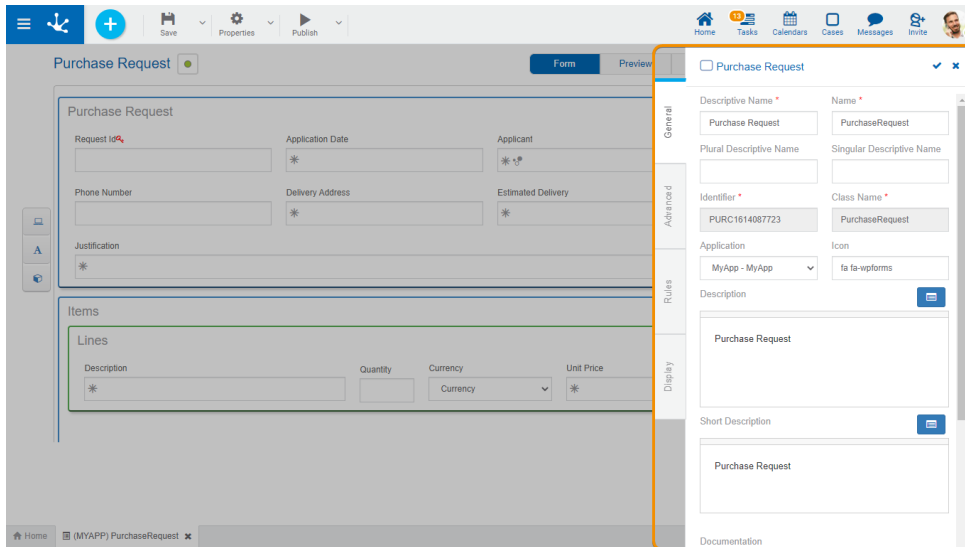 Save
Properties
Publish
Home
13
Tasks
Calendars
Cases
Messages
Invite
Purchase Request
Form
Preview
Purchase Request
Request Id
Application Date
Applicant
Phone Number
Delivery Address
Estimated Delivery
A
Justification
Items
Lines
Description
Quantity
Currency
Unit Price
Currency
Home
(MYAPP) PurchaseRequest
General
Advanced
Rules
Display
Purchase Request
Descriptive Name *
Name *
Purchase Request
PurchaseRequest
Plural Descriptive Name
Singular Descriptive Name
Identifier *
Class Name *
PURC1614087723
PurchaseRequest
Application
Icon
MyApp - MyApp
fa fa-wpforms
Description
Purchase Request
Short Description
Purchase Request
Documentation